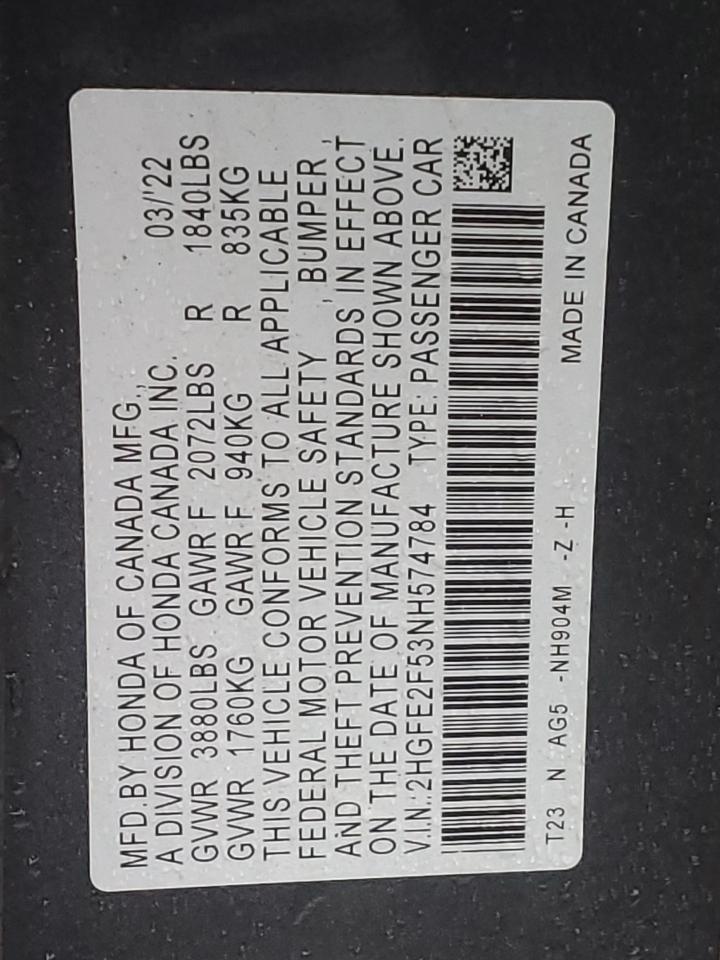 MFD.BY HONDA OF CANADA MFG.,
A DIVISION OF HONDA CANADA INC. 03/'22
GVWR 3880LBS GAWR F 2072LBS R 1840LBS
GVWR 1760KG GAWR F 940KG R 835KG
THIS VEHICLE CONFORMS TO ALL APPLICABLE
FEDERAL MOTOR VEHICLE SAFETY , BUMPER ,
AND THEFT PREVENTION STANDARDS IN EFFECT
ON THE DATE OF MANUFACTURE SHOWN ABOVE.
V.I.N.:2HGFE2F53NH574784 TYPE: PASSENGER CAR
T23 N AG5 -NH904M -Z -H MADE IN CANADA